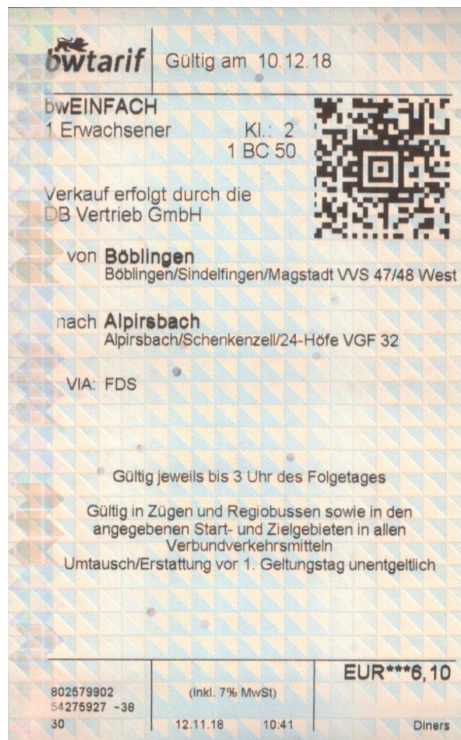 bwtarif
Gültig am 10.12.18
bwEINFACH
1 Erwachsener Kl.: 2
1 BC 50
Verkauf erfolgt durch die
DB Vertrieb GmbH
von Böblingen
Böblingen/Sindelfingen/Magstadt VVS 47/48 West
nach Alpirsbach
Alpirsbach/Schenkenzell/24-Höfe VGF 32
VIA: FDS
Gültig jeweils bis 3 Uhr des Folgetages
Gültig in Zügen und Regiobussen sowie in den
angegebenen Start- und Zielgebieten in allen
Verbundverkehrsmitteln
Umtausch/Erstattung vor 1. Geltungstag unentgeltlich
EUR***6,10
802579902 (inkl. 7% MwSt)
54275927 -38
30 12.11.18 10:41 Diners